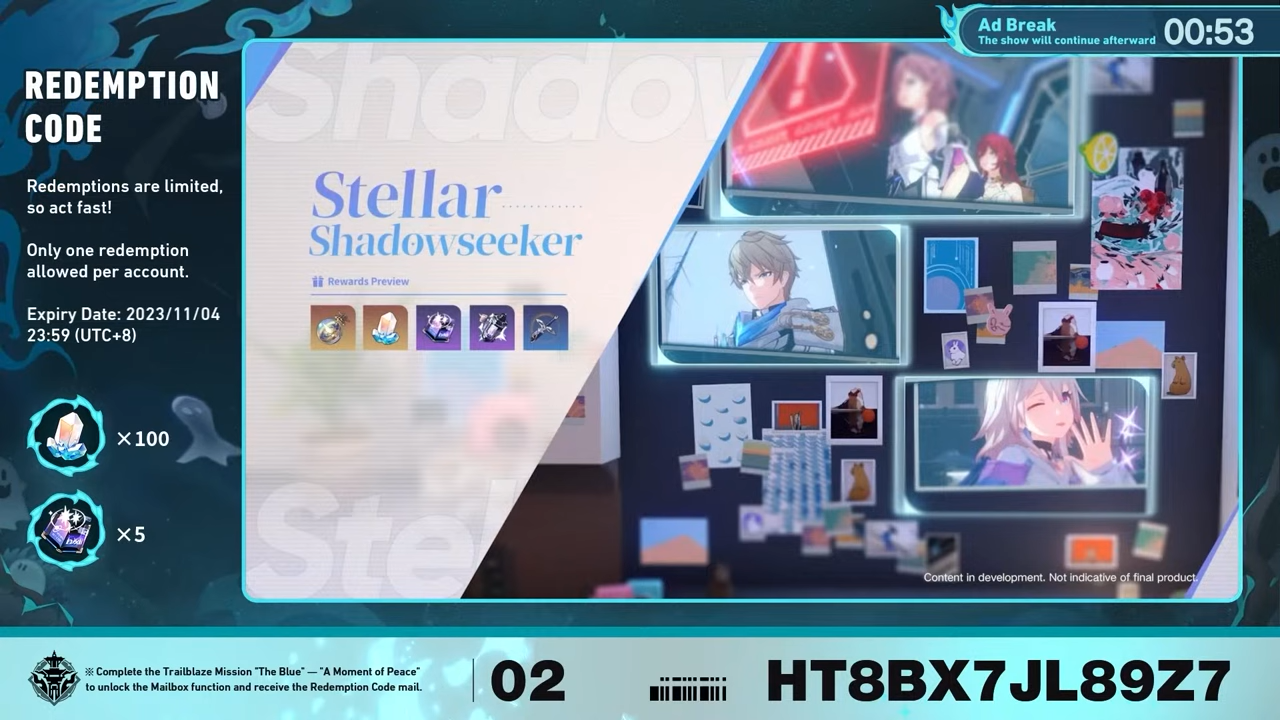 Ad Break
The show will continue afterward
00:53
REDEMPTION
CODE
Redemptions are limited,
so act fast!
Only one redemption
allowed per account.
Expiry Date: 2023/11/04
23:59 (UTC+8)
×100
×5
Shadow
Stellar
Shadowseeker
Rewards Preview
Stel
Content in development. Not indicative of final product.
※ Complete the Trailblaze Mission "The Blue" — "A Moment of Peace"
to unlock the Mailbox function and receive the Redemption Code mail.
02
HT8BX7JL89Z7